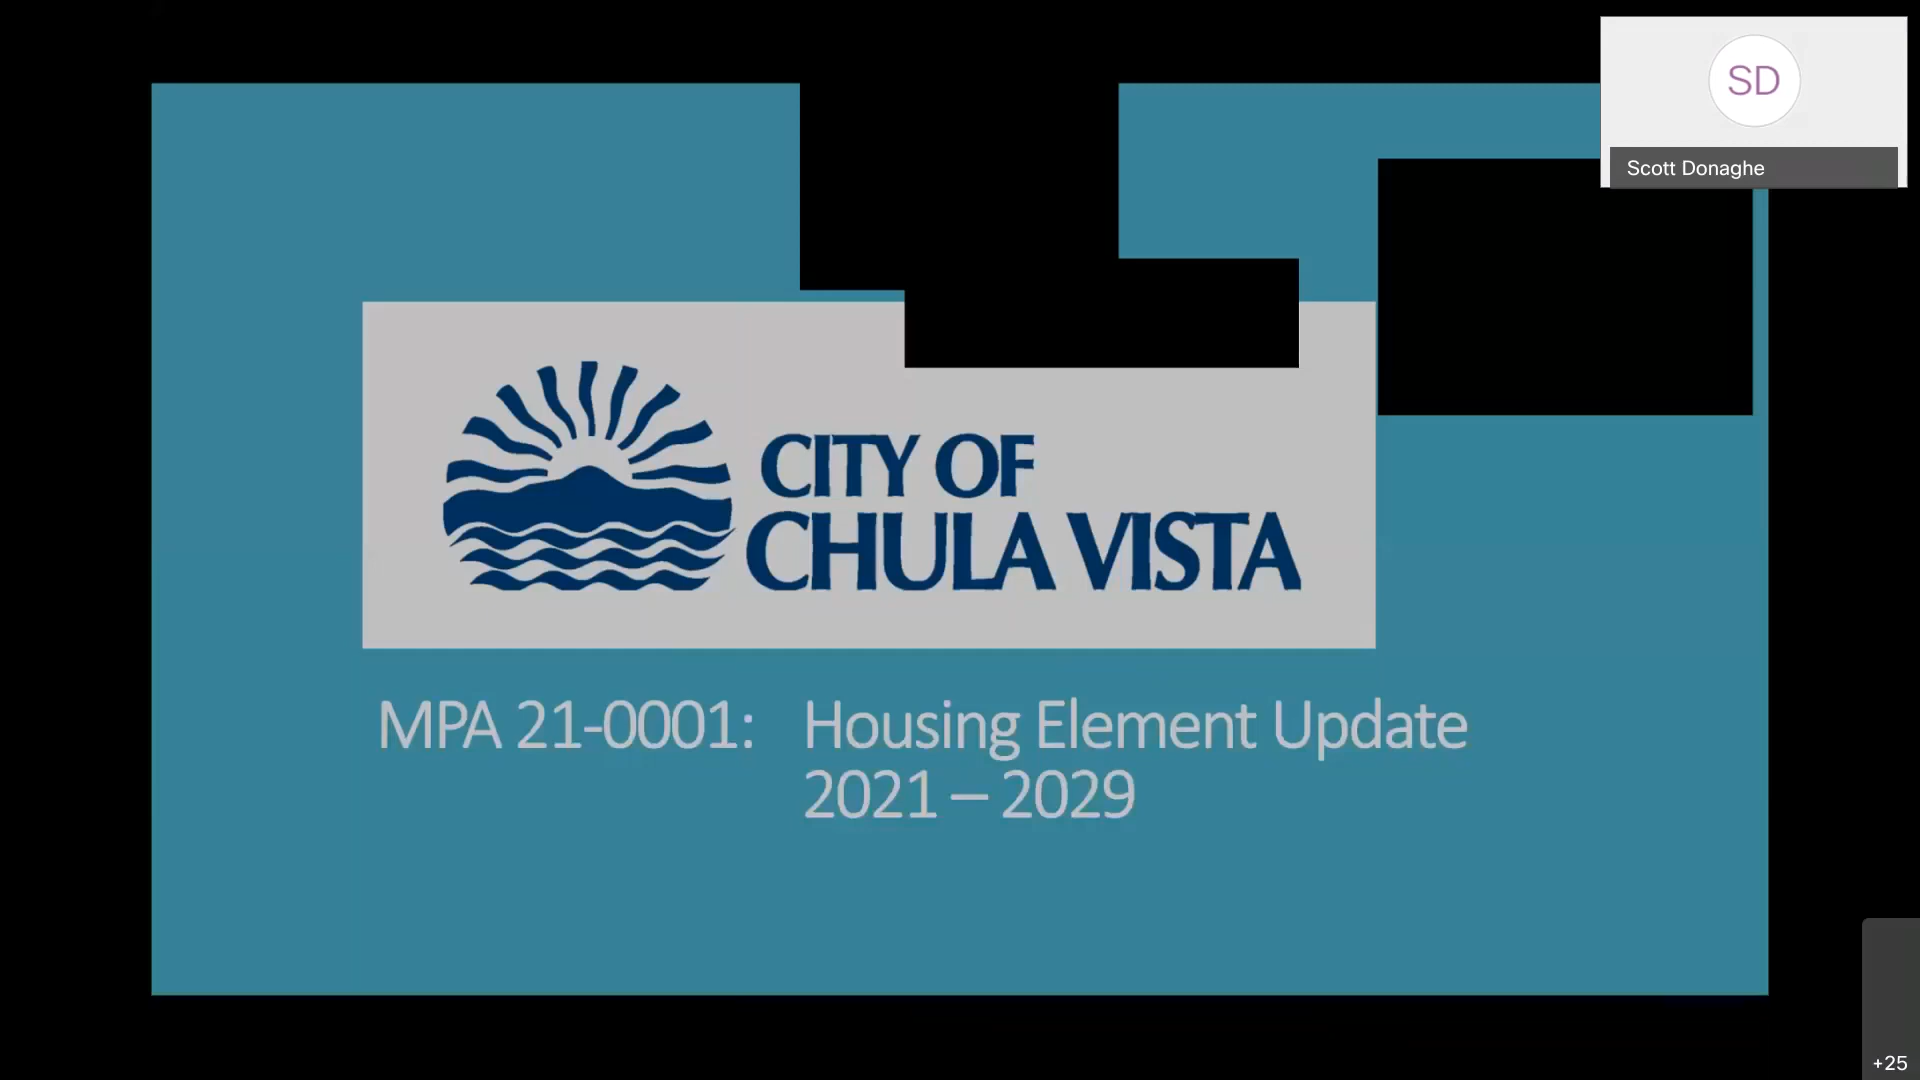 SD
Scott Donaghe
CITY OF
CHULA VISTA
MPA 21-0001: Housing Element Update
2021 – 2029
+25